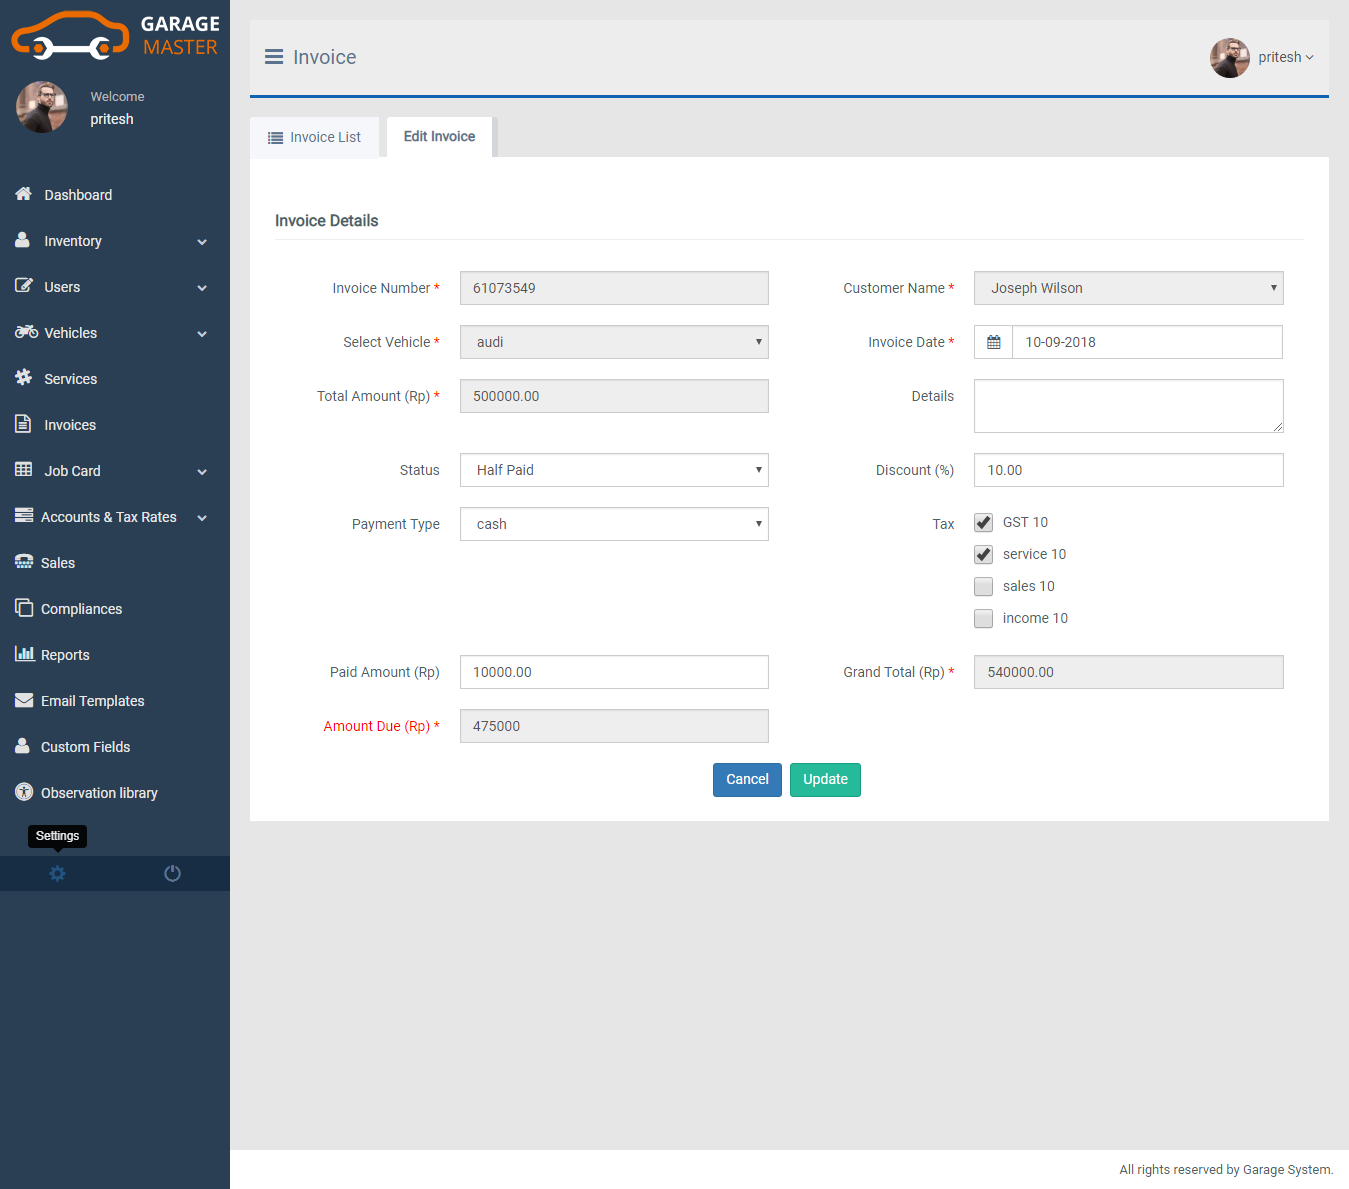 GARAGE
MASTER
Welcome
pritesh
Dashboard
Inventory
Users
Vehicles
Services
Invoices
Job Card
Accounts & Tax Rates
Sales
Compliances
Reports
Email Templates
Custom Fields
Observation library
Settings
Invoice
pritesh
Invoice List
Edit Invoice
Invoice Details
Invoice Number * 61073549
Customer Name * Joseph Wilson
Select Vehicle * audi
Invoice Date * 10-09-2018
Total Amount (Rp) * 500000.00
Details
Status Half Paid
Discount (%) 10.00
Payment Type cash
Tax GST 10
service 10
sales 10
income 10
Paid Amount (Rp) 10000.00
Grand Total (Rp) * 540000.00
Amount Due (Rp) * 475000
Cancel Update
All rights reserved by Garage System.